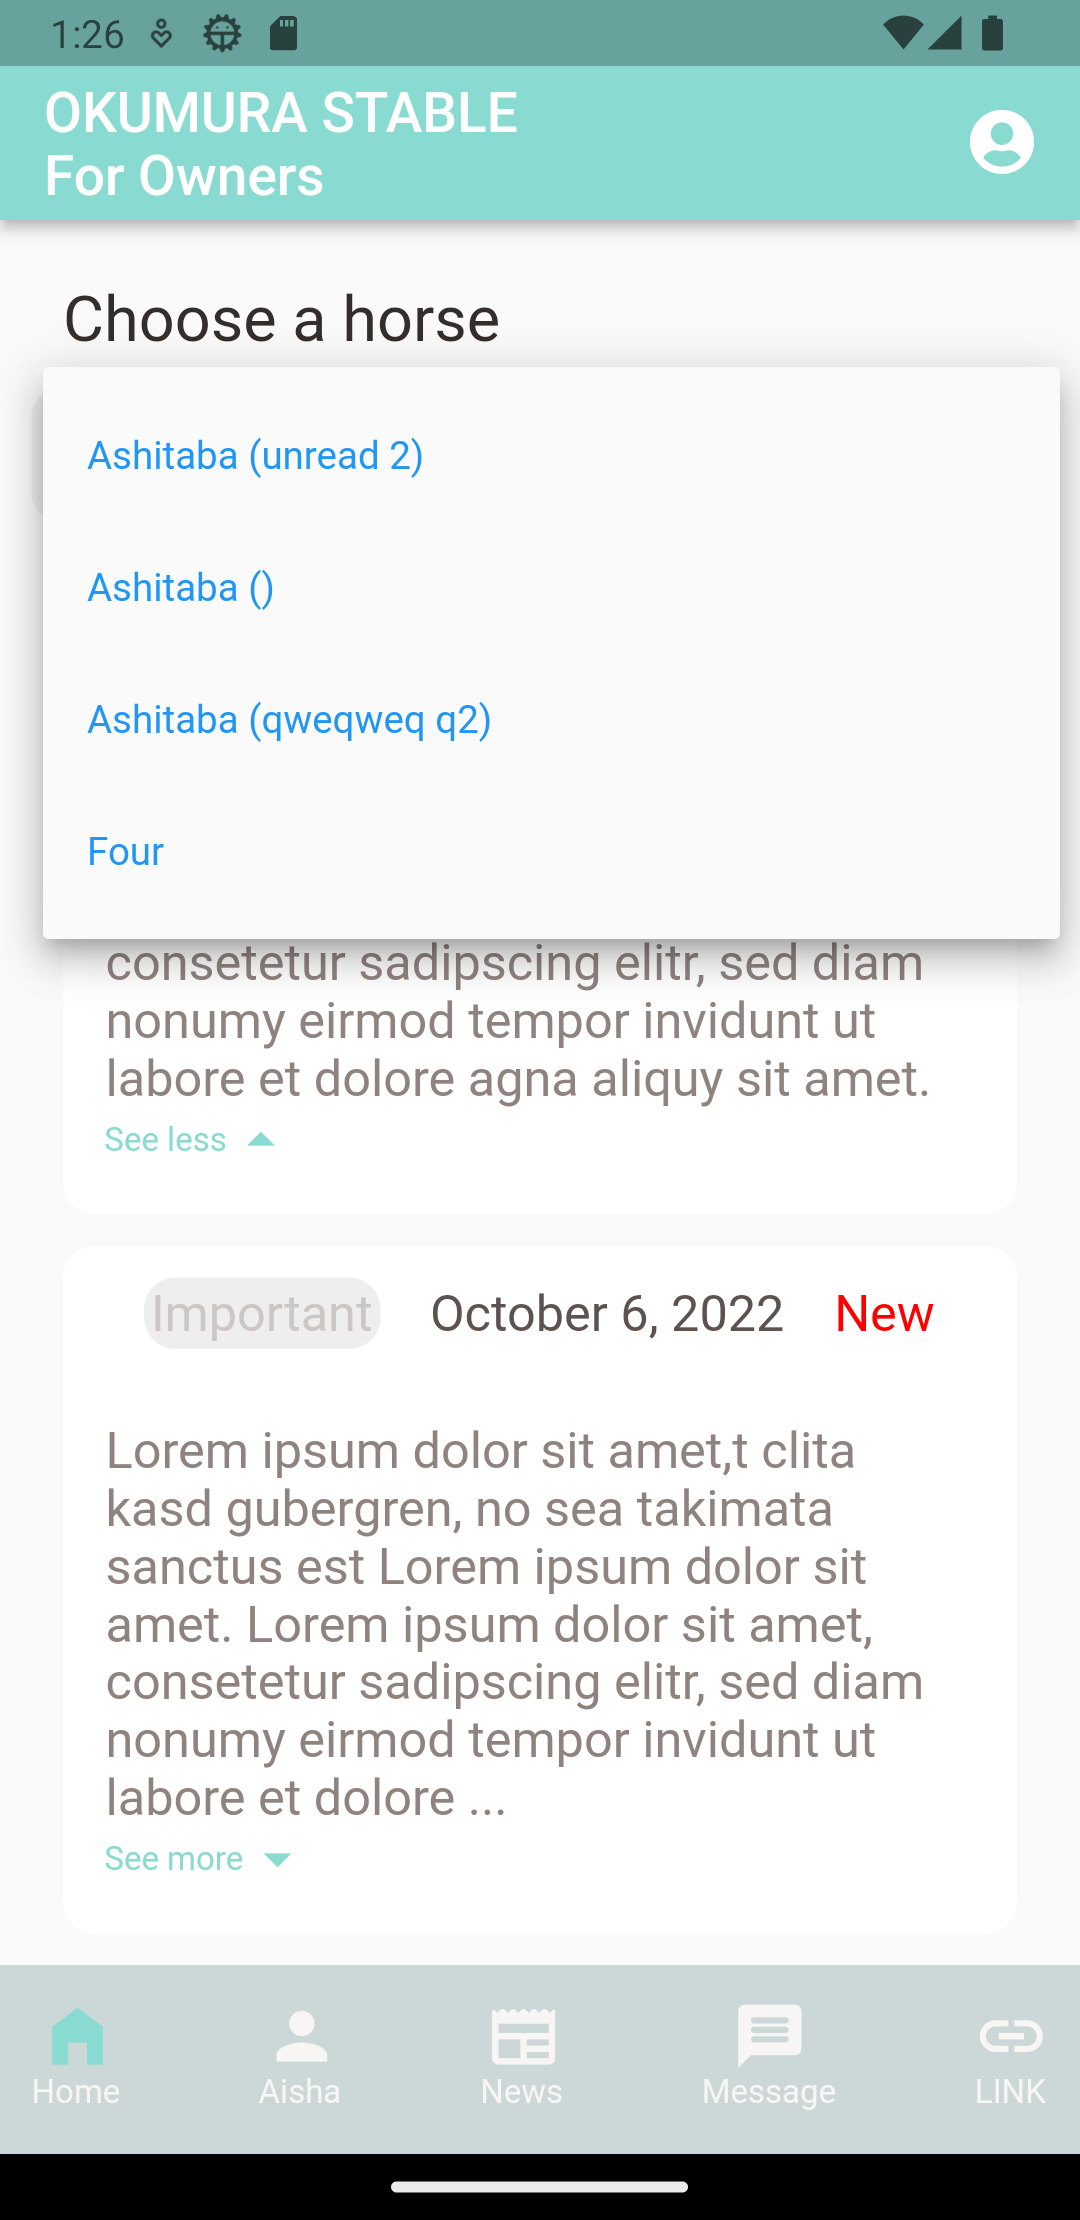 1:26
OKUMURA STABLE
For Owners
Choose a horse
Ashitaba (unread 2)
Ashitaba ()
Ashitaba (qweqweq q2)
Four
consetetur sadipscing elitr, sed diam
nonumy eirmod tempor invidunt ut
labore et dolore agna aliquy sit amet.
See less
Important October 6, 2022 New
Lorem ipsum dolor sit amet,t clita
kasd gubergren, no sea takimata
sanctus est Lorem ipsum dolor sit
amet. Lorem ipsum dolor sit amet,
consetetur sadipscing elitr, sed diam
nonumy eirmod tempor invidunt ut
labore et dolore ...
See more
Home Aisha News Message LINK